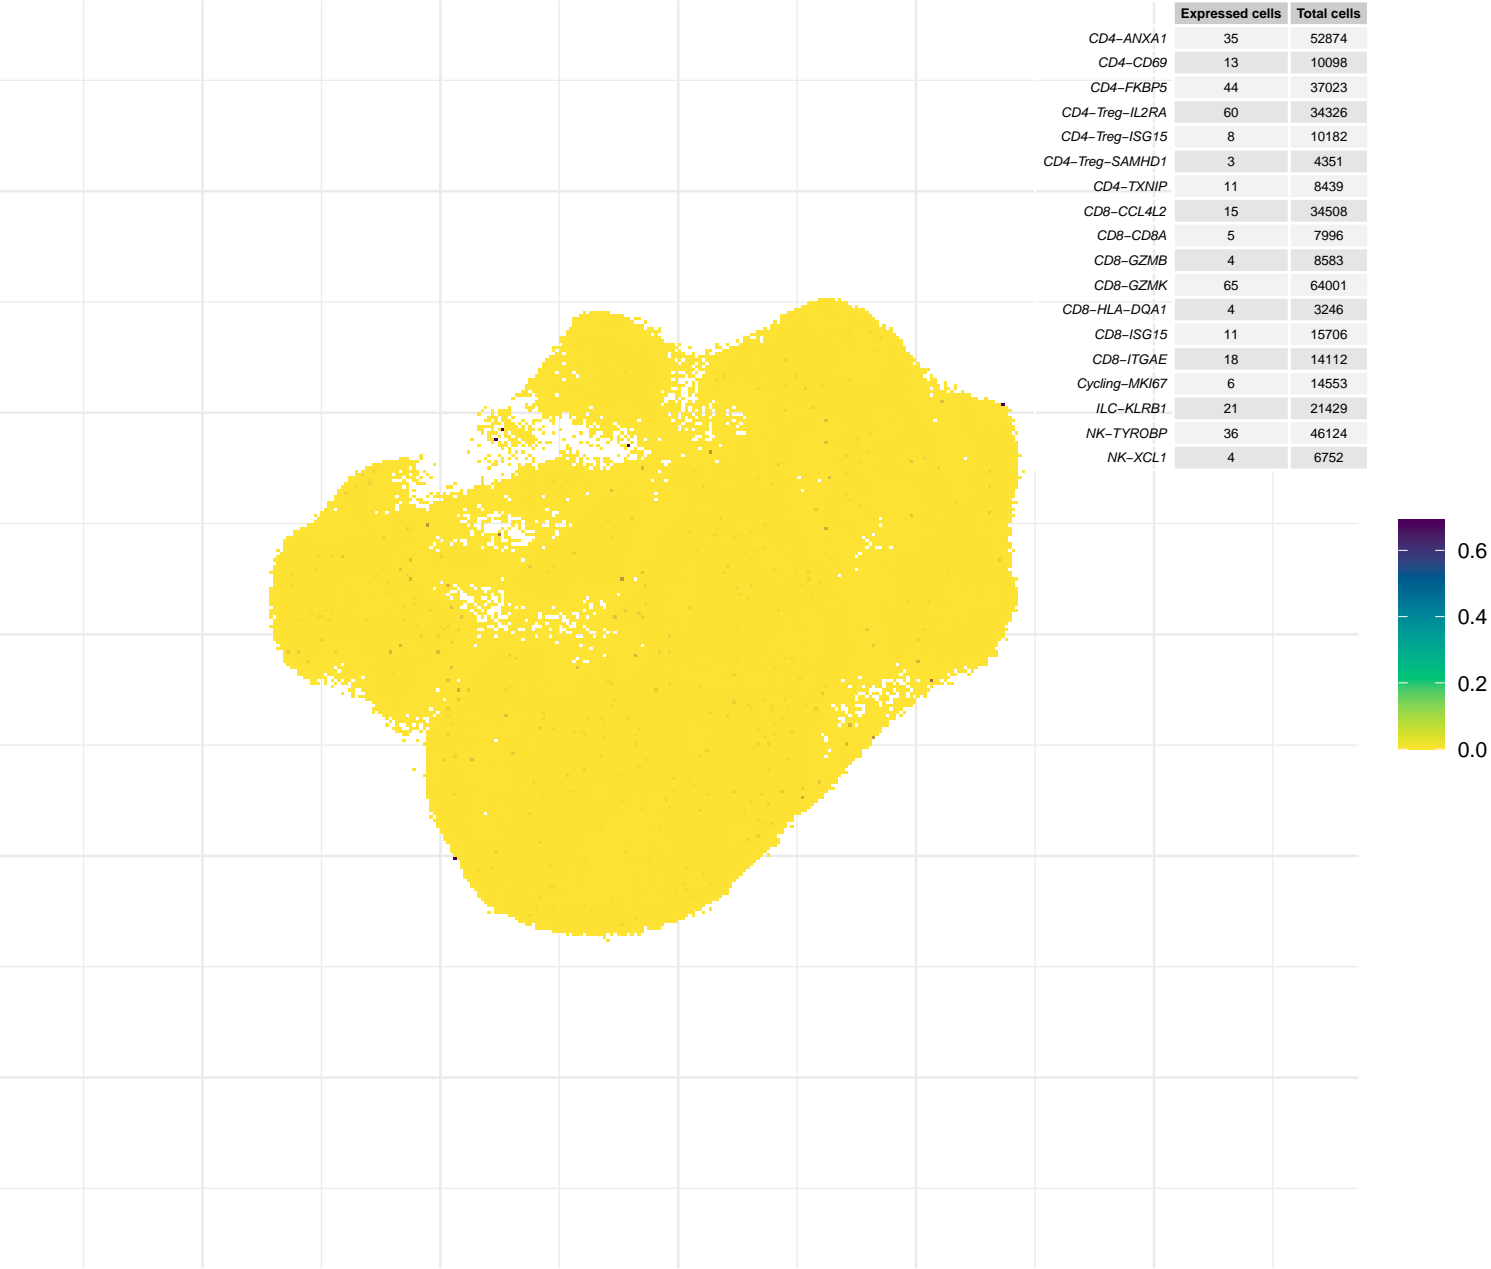 Expressed cells Total cells
CD4−ANXA1 35 52874
CD4−CD69 13 10098
CD4−FKBP5 44 37023
CD4−Treg−IL2RA 60 34326
CD4−Treg−ISG15 8 10182
CD4−Treg−SAMHD1 3 4351
CD4−TXNIP 11 8439
CD8−CCL4L2 15 34508
CD8−CD8A 5 7996
CD8−GZMB 4 8583
CD8−GZMK 65 64001
CD8−HLA−DQA1 4 3246
CD8−ISG15 11 15706
CD8−ITGAE 18 14112
Cycling−MKI67 6 14553
ILC−KLRB1 21 21429
NK−TYROBP 36 46124
NK−XCL1 4 6752
0.6
0.4
0.2
0.0